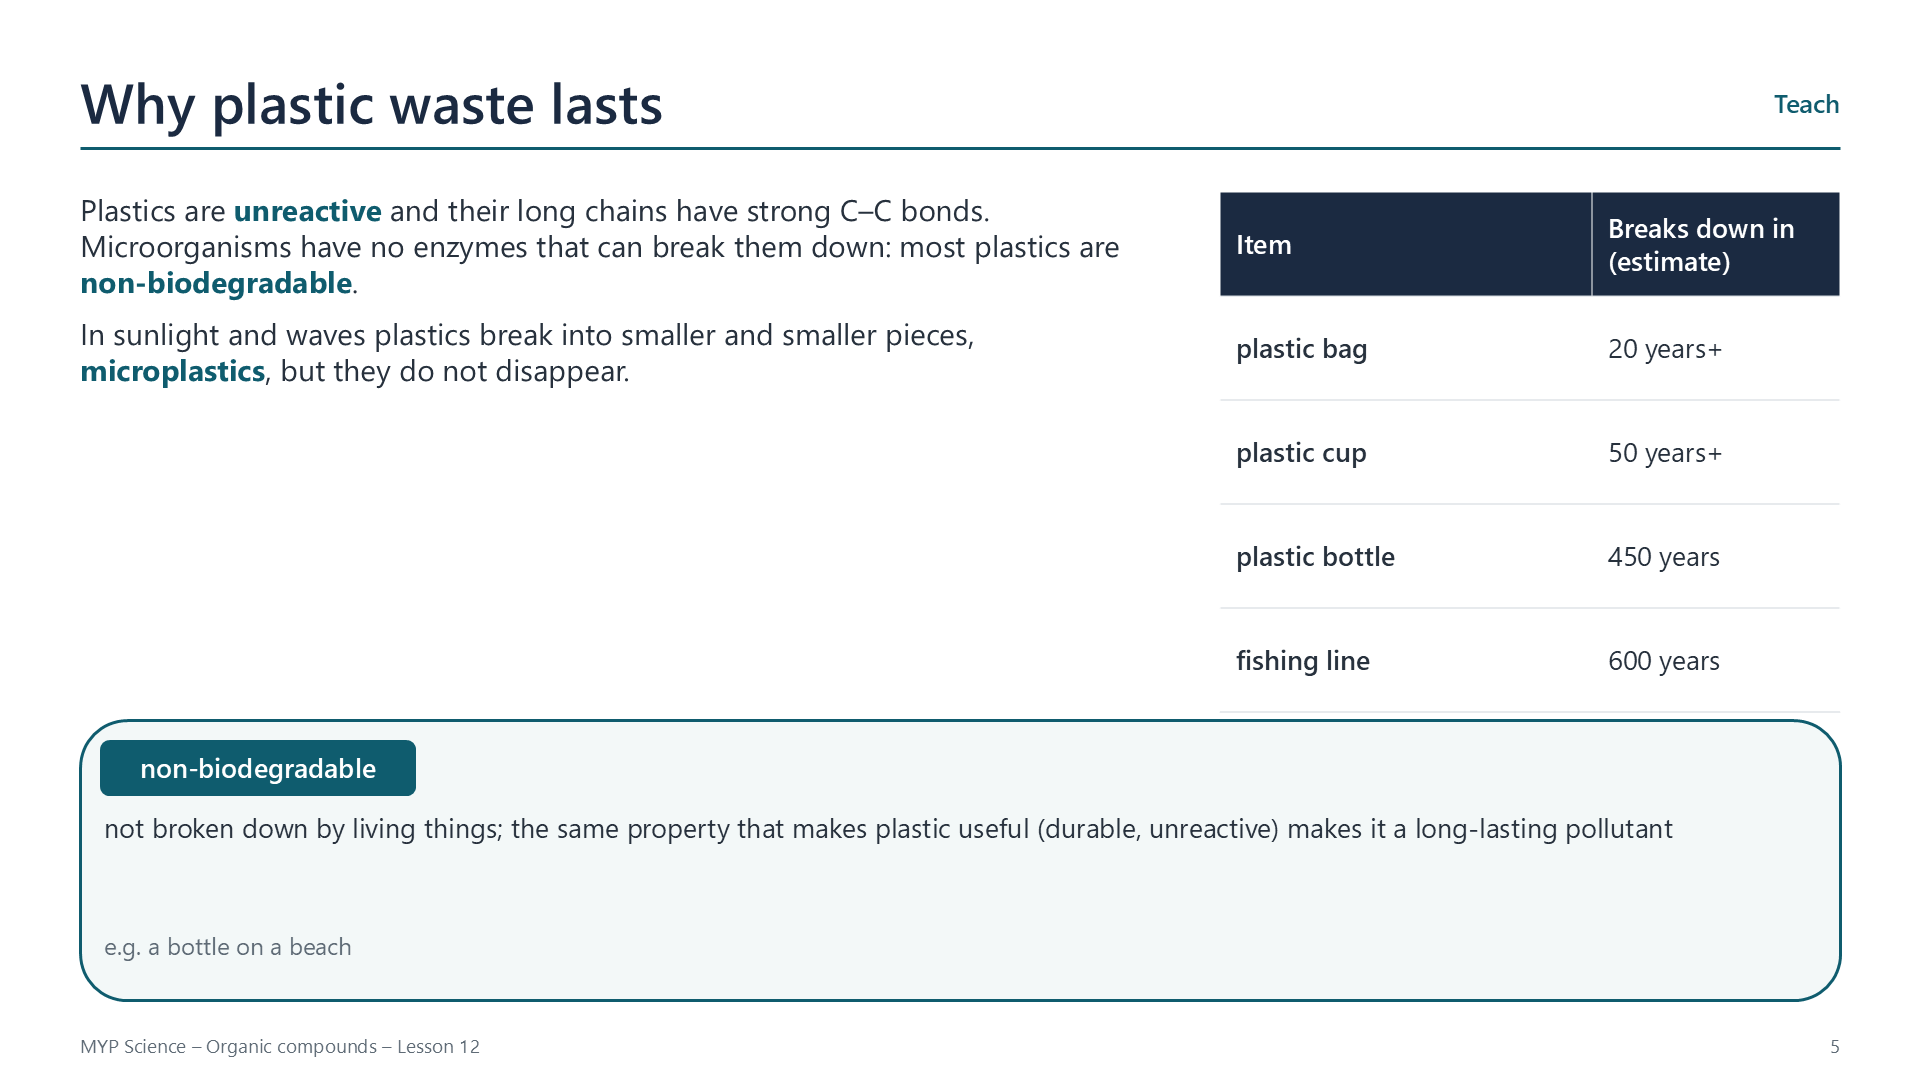 Why plastic waste lasts
Teach
Plastics are unreactive and their long chains have strong C–C bonds.
Microorganisms have no enzymes that can break them down: most plastics are
non-biodegradable.
In sunlight and waves plastics break into smaller and smaller pieces,
microplastics, but they do not disappear.
Item
Breaks down in
(estimate)
plastic bag
20 years+
plastic cup
50 years+
plastic bottle
450 years
fishing line
600 years
non-biodegradable
not broken down by living things; the same property that makes plastic useful (durable, unreactive) makes it a long-lasting pollutant
e.g. a bottle on a beach
MYP Science – Organic compounds – Lesson 12
5